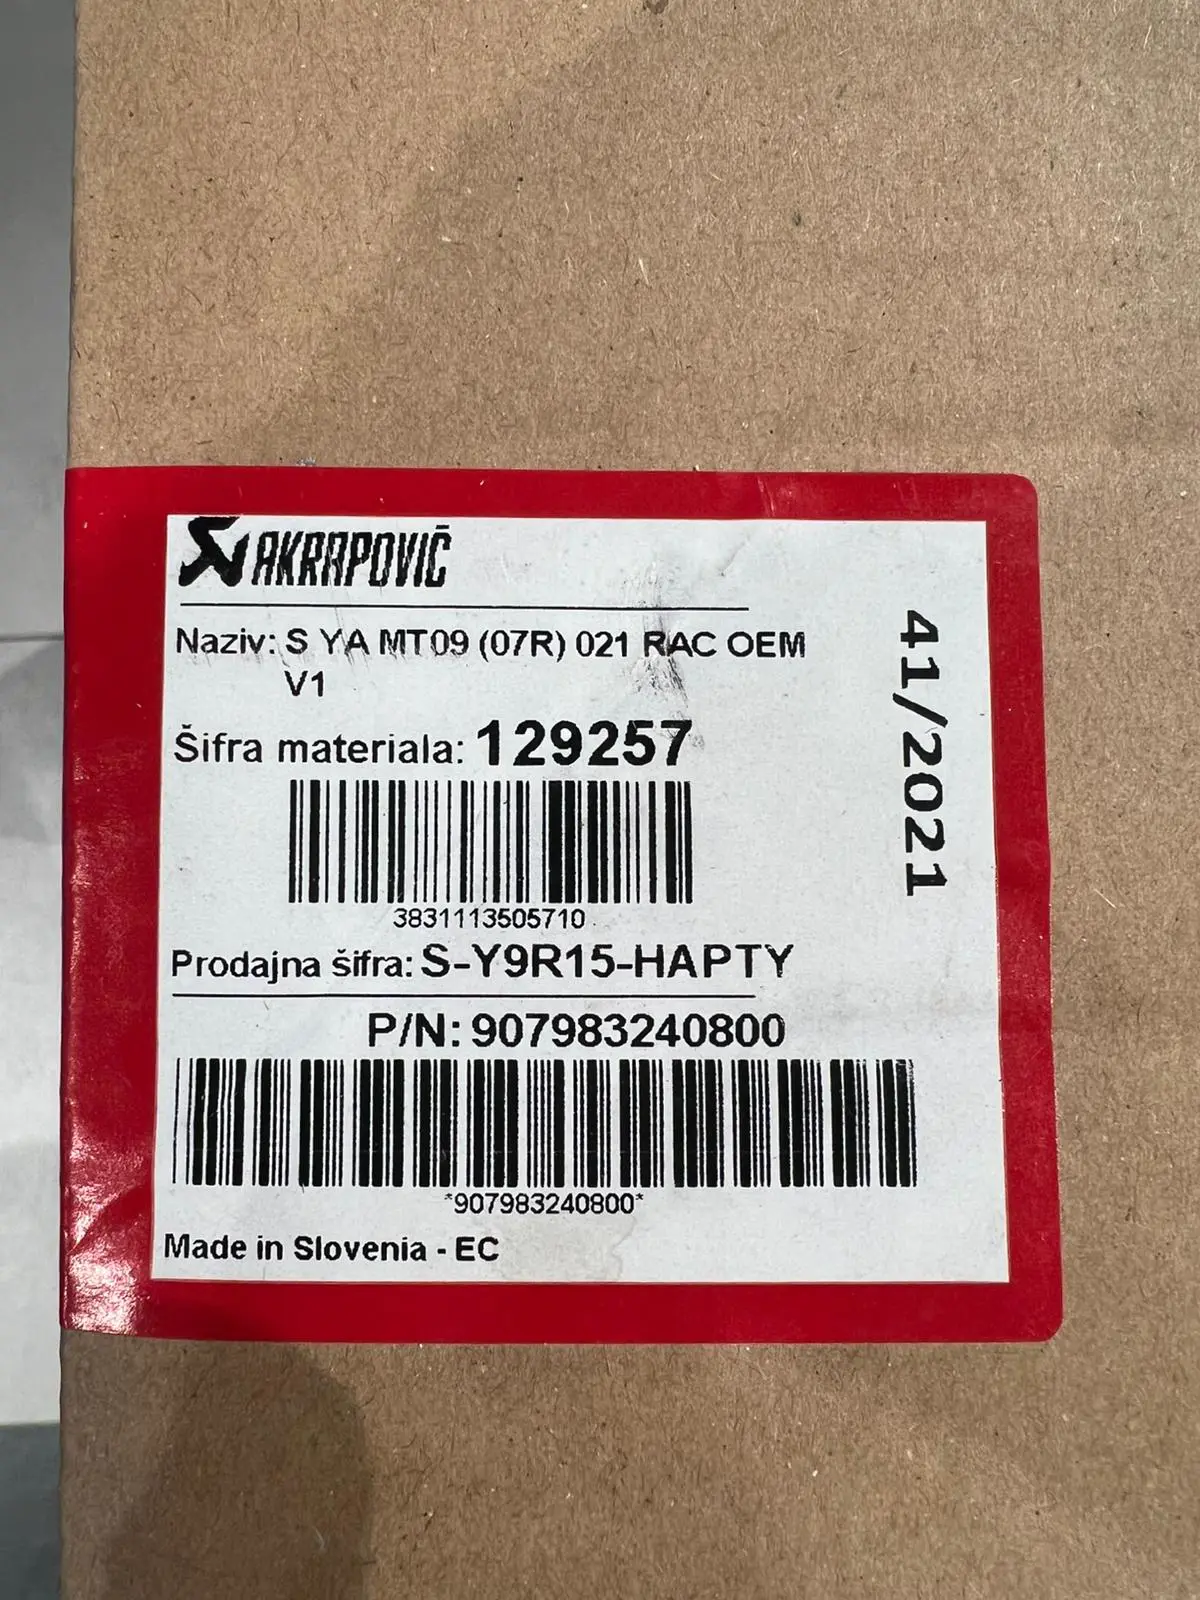 AKRAPOVIČ
Naziv: S YA MT09 (07R) 021 RAC OEM
V1
Šifra materiala: 129257
3831113505710
Prodajna šifra: S-Y9R15-HAPTY
P/N: 907983240800
*907983240800*
Made in Slovenia - EC
41/2021